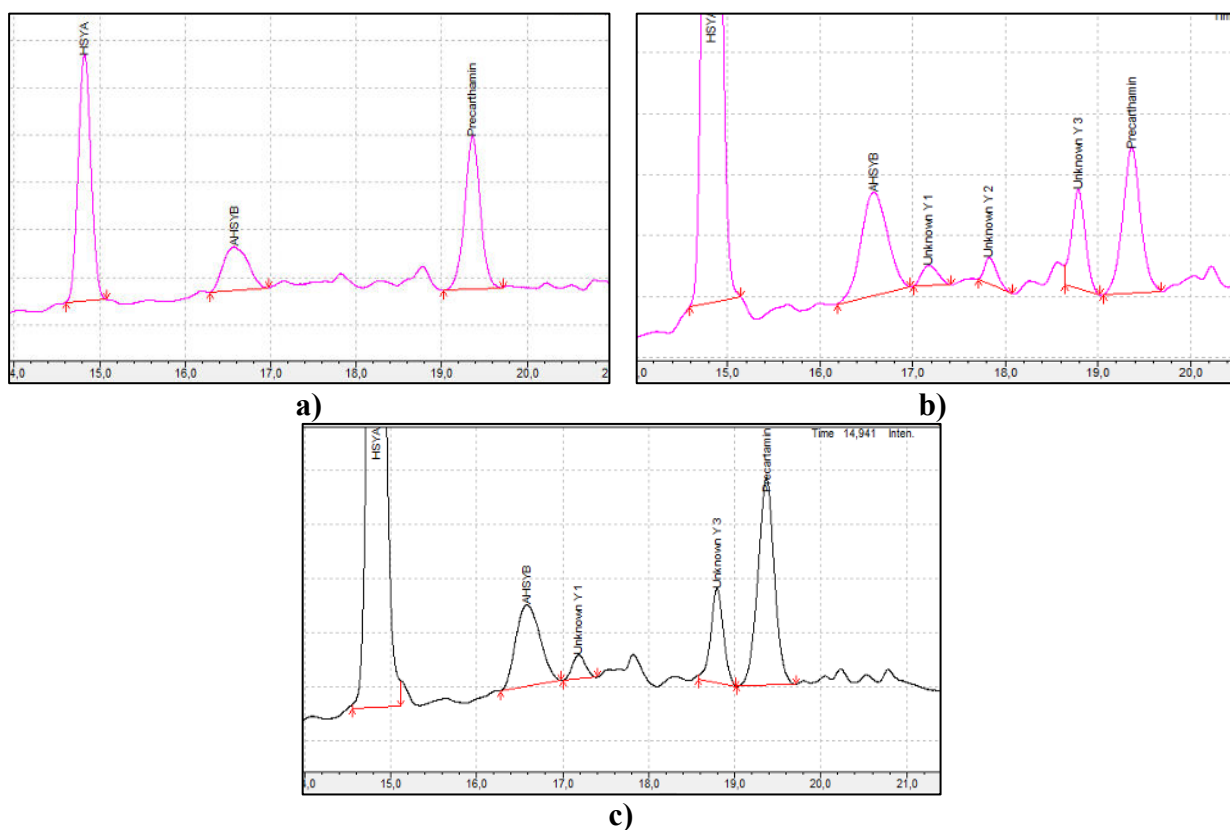 HSYA
AHSYB
Precarthamin
4,0 15,0 16,0 17,0 18,0 19,0 20,0 2
a)
Tim
HSYA
AHSYB
Unknown Y 1
Unknown Y 2
Unknown Y 3
Precarthamin
,0 15,0 16,0 17,0 18,0 19,0 20,0
b)
Time 14,941 Inten.
HSYA
AHSYB
Unknown Y 1
Unknown Y 3
Precartamin
,0 15,0 16,0 17,0 18,0 19,0 20,0 21,0
c)